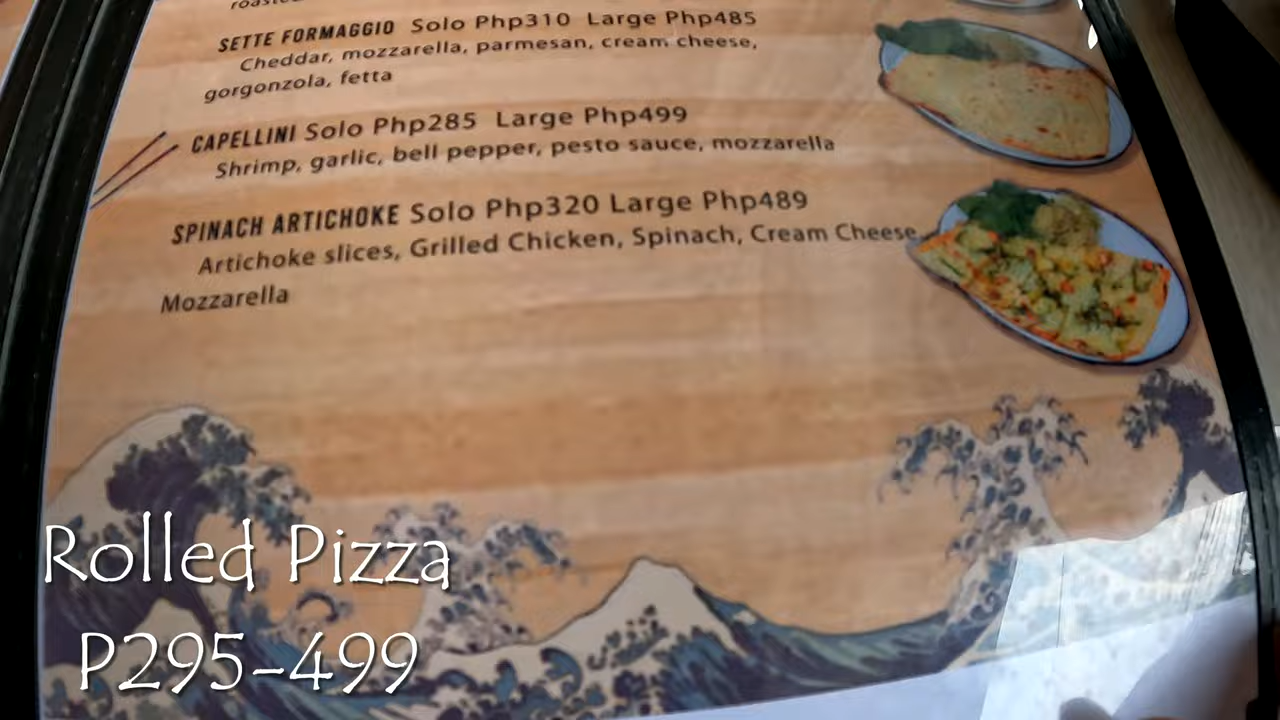 roasted
SETTE FORMAGGIO Solo Php310 Large Php485
Cheddar, mozzarella, parmesan, cream cheese,
gorgonzola, fetta
CAPELLINI Solo Php285 Large Php499
Shrimp, garlic, bell pepper, pesto sauce, mozzarella
SPINACH ARTICHOKE Solo Php320 Large Php489
Artichoke slices, Grilled Chicken, Spinach, Cream Cheese,
Mozzarella
Rolled Pizza
P295-499